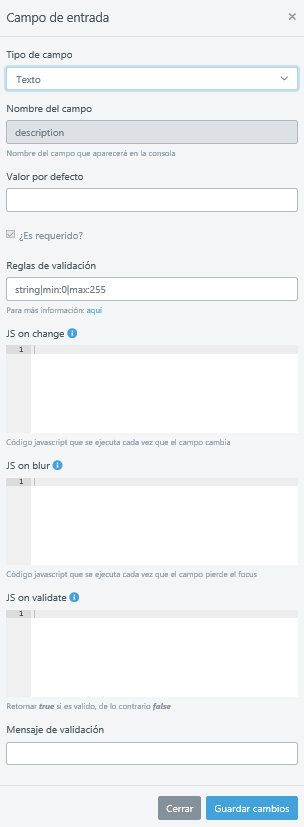 Campo de entrada ×
Tipo de campo
Texto
Nombre del campo
description
Nombre del campo que aparecerá en la consola
Valor por defecto
¿Es requerido?
Reglas de validación
string|min:0|max:255
Para más información: aquí
JS on change
1
Código javascript que se ejecuta cada vez que el campo cambia
JS on blur
1
Código javascript que se ejecuta cada vez que el campo pierde el focus
JS on validate
1
Retornar true si es valido, de lo contrario false
Mensaje de validación
Cerrar Guardar cambios